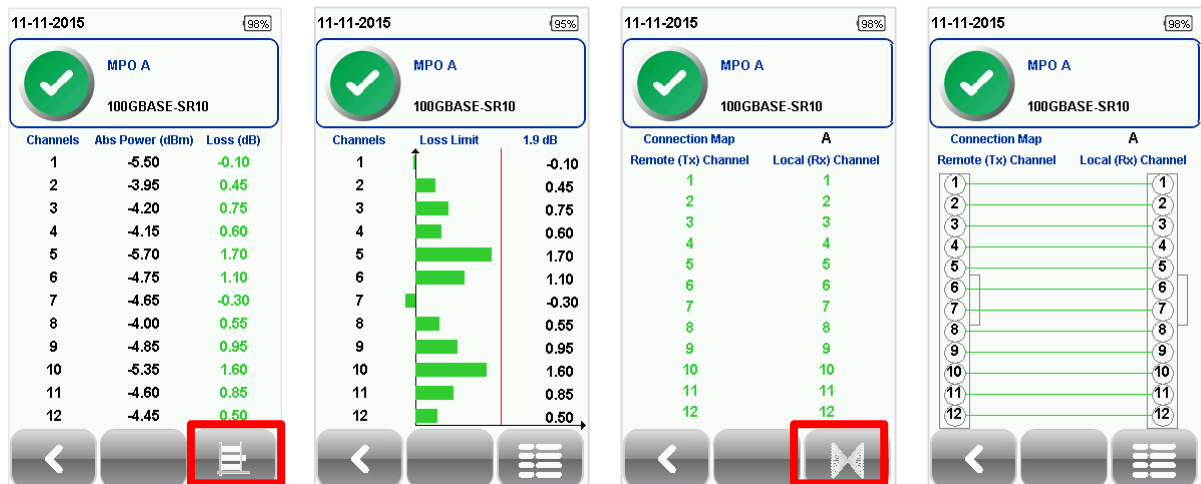 11-11-2015 98%
MPO A
100GBASE-SR10
Channels Abs Power (dBm) Loss (dB)
1 -5.50 -0.10
2 -3.95 0.45
3 -4.20 0.75
4 -4.15 0.60
5 -5.70 1.70
6 -4.75 1.10
7 -4.65 -0.30
8 -4.00 0.55
9 -4.85 0.95
10 -5.35 1.60
11 -4.60 0.85
12 -4.45 0.50
11-11-2015 95%
MPO A
100GBASE-SR10
Channels Loss Limit 1.9 dB
1 -0.10
2 0.45
3 0.75
4 0.60
5 1.70
6 1.10
7 -0.30
8 0.55
9 0.95
10 1.60
11 0.85
12 0.50
11-11-2015 98%
MPO A
100GBASE-SR10
Connection Map A
Remote (Tx) Channel Local (Rx) Channel
1 1
2 2
3 3
4 4
5 5
6 6
7 7
8 8
9 9
10 10
11 11
12 12
11-11-2015 98%
MPO A
100GBASE-SR10
Connection Map A
Remote (Tx) Channel Local (Rx) Channel
1 1
2 2
3 3
4 4
5 5
6 6
7 7
8 8
9 9
10 10
11 11
12 12